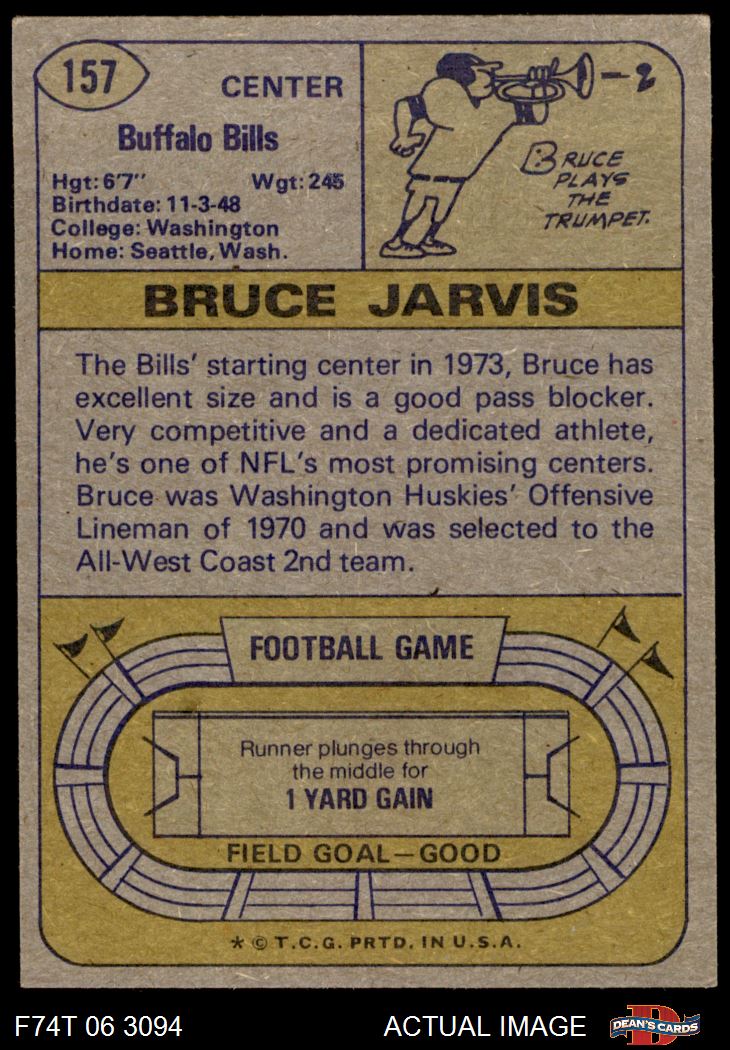 157
CENTER
Buffalo Bills
Hgt: 6'7" Wgt: 245
Birthdate: 11-3-48
College: Washington
Home: Seattle, Wash.
BRUCE
PLAYS
THE
TRUMPET.
BRUCE JARVIS
The Bills' starting center in 1973, Bruce has
excellent size and is a good pass blocker.
Very competitive and a dedicated athlete,
he's one of NFL's most promising centers.
Bruce was Washington Huskies' Offensive
Lineman of 1970 and was selected to the
All-West Coast 2nd team.
FOOTBALL GAME
Runner plunges through
the middle for
1 YARD GAIN
FIELD GOAL—GOOD
* © T.C.G. PRTD. IN U.S.A.
F74T 06 3094 ACTUAL IMAGE
D
DEAN'S CARDS